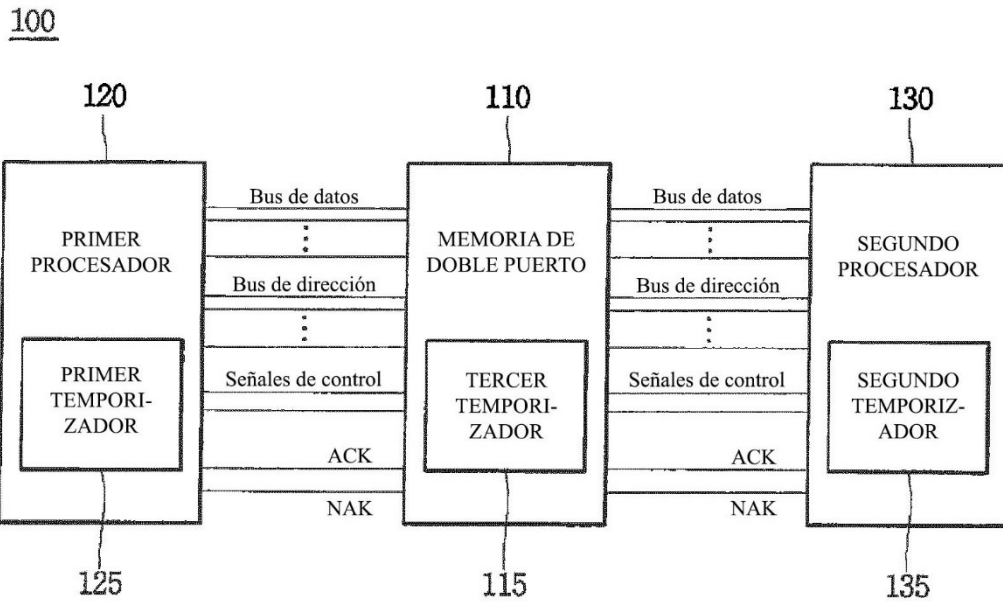 100
120
110
130
Bus de datos
Bus de datos
PRIMER
PROCESADOR
MEMORIA DE
DOBLE PUERTO
SEGUNDO
PROCESADOR
Bus de dirección
Bus de dirección
PRIMER
TEMPORI-
ZADOR
Señales de control
TERCER
TEMPORI-
ZADOR
Señales de control
SEGUNDO
TEMPORIZ-
ADOR
ACK
ACK
NAK
NAK
125
115
135